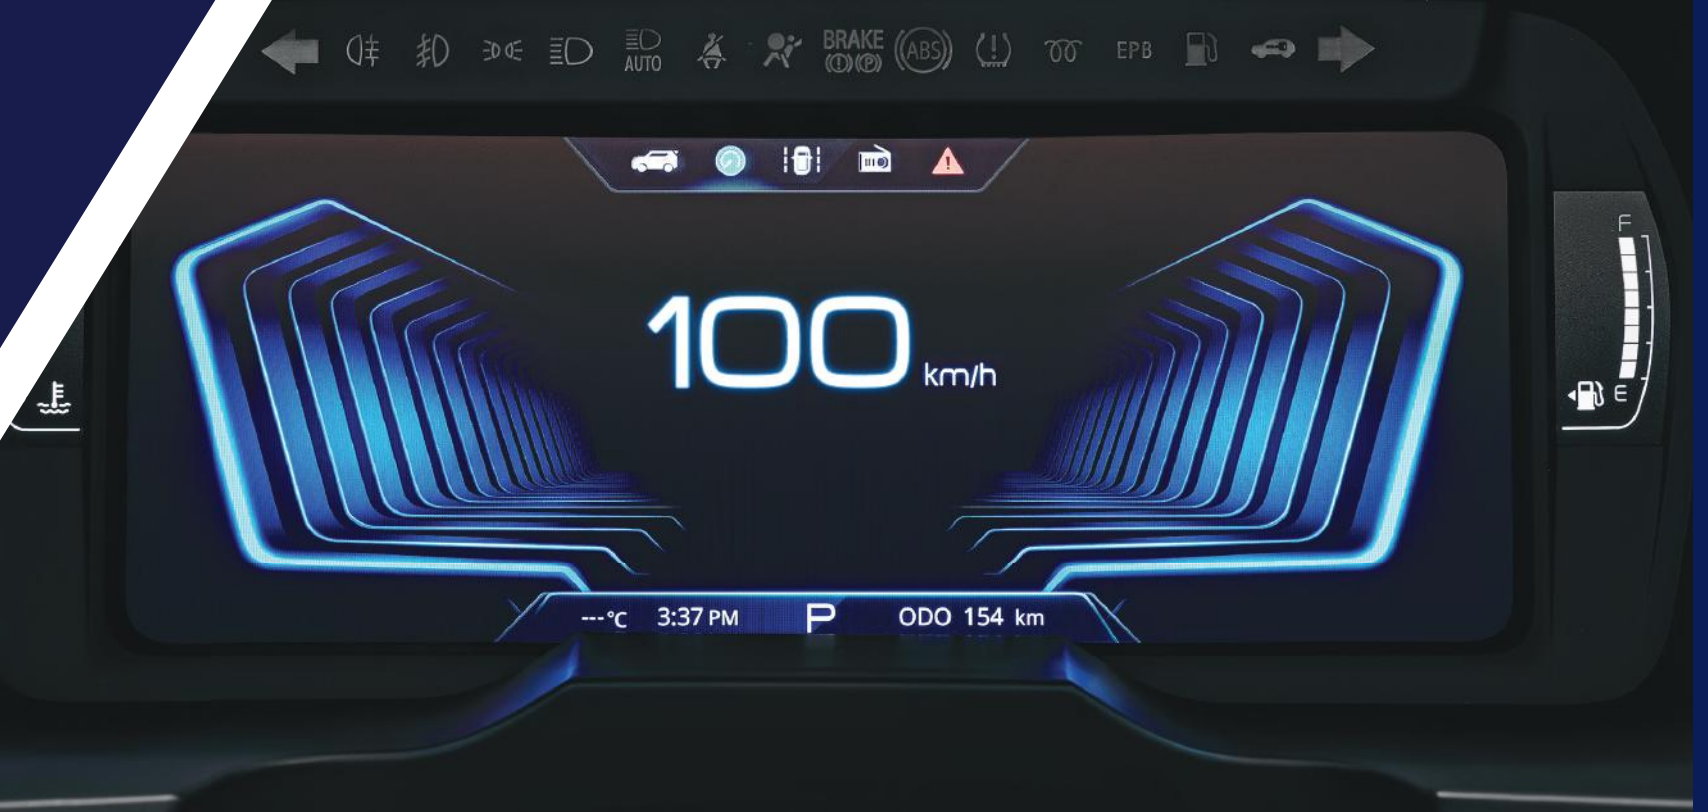 AUTO
BRAKE
(P)
ABS
EPB
F
100 km/h
E
---°C 3:37 PM P ODO 154 km